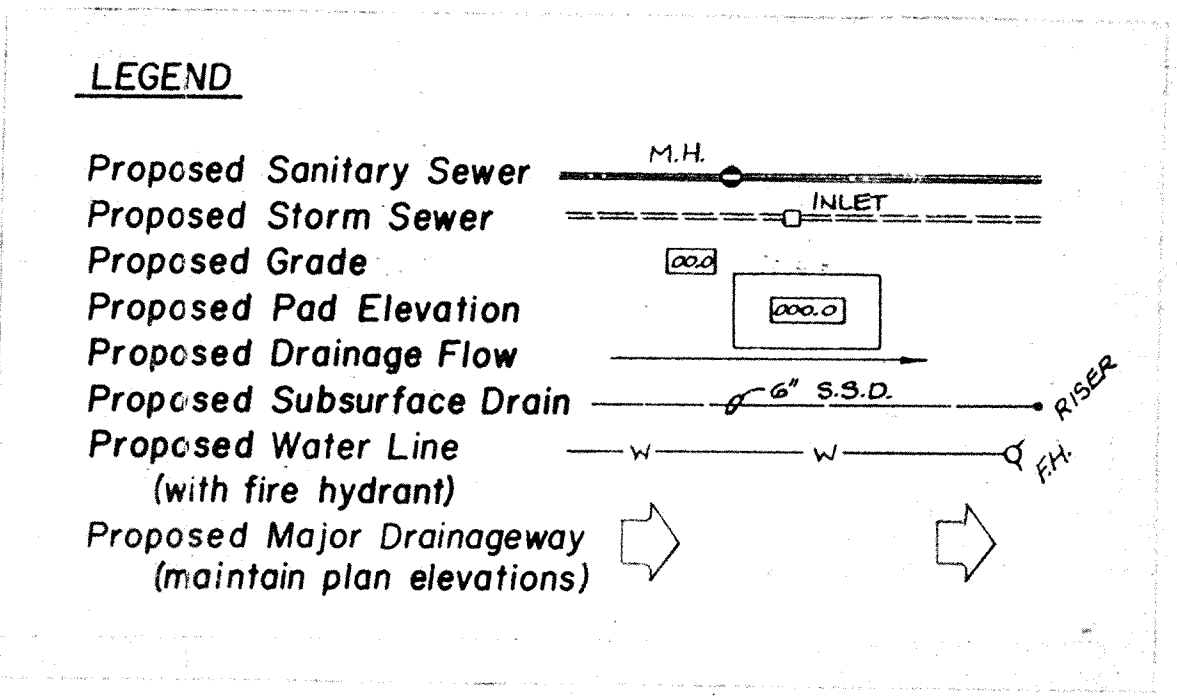 LEGEND
Proposed Sanitary Sewer M.H.
Proposed Storm Sewer INLET
Proposed Grade 00.0
Proposed Pad Elevation 000.0
Proposed Drainage Flow
Proposed Subsurface Drain 6" S.S.D. RISER
Proposed Water Line W W F.H.
(with fire hydrant)
Proposed Major Drainageway
(maintain plan elevations)